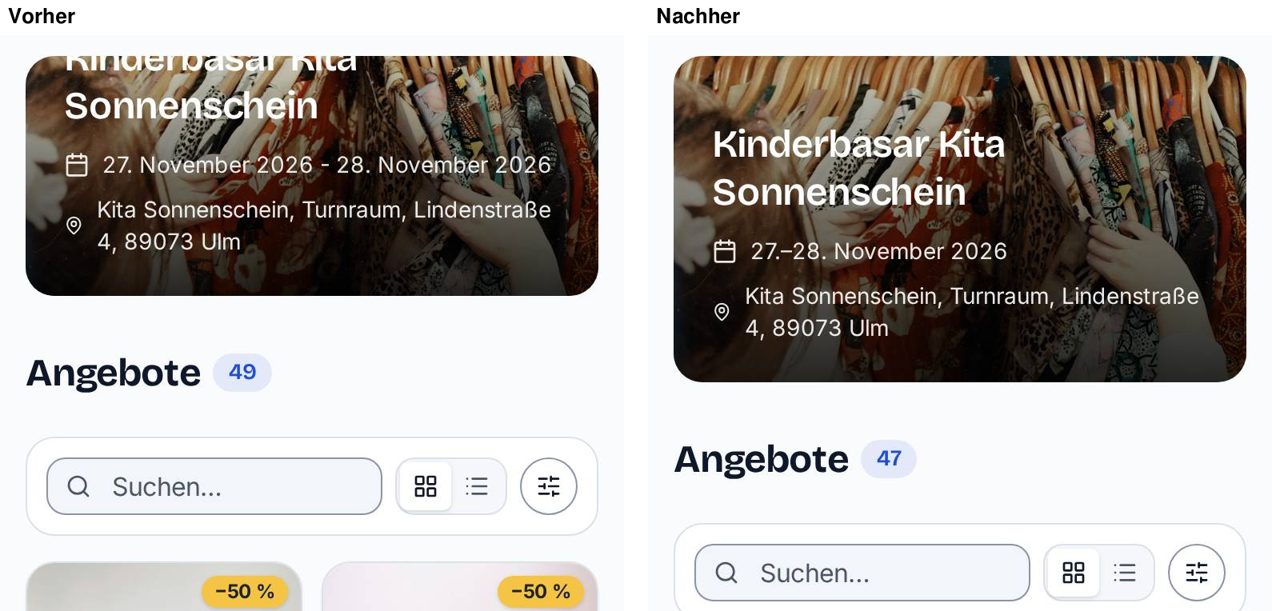 Vorher
Kinderbasar Kita
Sonnenschein
27. November 2026 - 28. November 2026
Kita Sonnenschein, Turnraum, Lindenstraße
4, 89073 Ulm
Angebote 49
Suchen...
−50 %
−50 %
Nachher
Kinderbasar Kita
Sonnenschein
27.–28. November 2026
Kita Sonnenschein, Turnraum, Lindenstraße
4, 89073 Ulm
Angebote 47
Suchen...